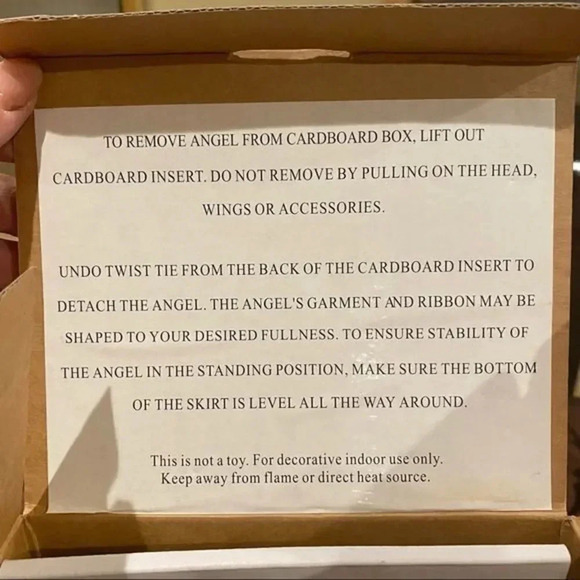 TO REMOVE ANGEL FROM CARDBOARD BOX, LIFT OUT
CARDBOARD INSERT. DO NOT REMOVE BY PULLING ON THE HEAD,
WINGS OR ACCESSORIES.
UNDO TWIST TIE FROM THE BACK OF THE CARDBOARD INSERT TO
DETACH THE ANGEL. THE ANGEL'S GARMENT AND RIBBON MAY BE
SHAPED TO YOUR DESIRED FULLNESS. TO ENSURE STABILITY OF
THE ANGEL IN THE STANDING POSITION, MAKE SURE THE BOTTOM
OF THE SKIRT IS LEVEL ALL THE WAY AROUND.
This is not a toy. For decorative indoor use only.
Keep away from flame or direct heat source.